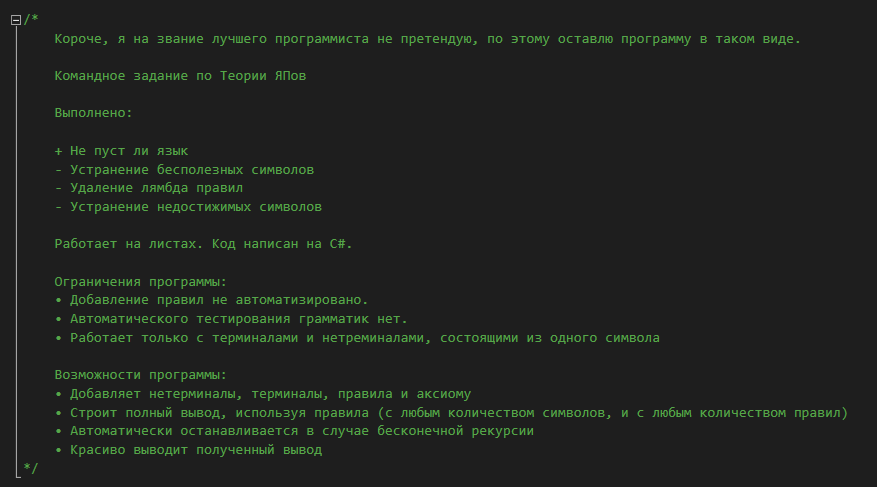 /*
Короче, я на звание лучшего программиста не претендую, по этому оставлю программу в таком виде.
Командное задание по Теории ЯПов
Выполнено:
+ Не пуст ли язык
- Устранение бесполезных символов
- Удаление лямбда правил
- Устранение недостижимых символов
Работает на листах. Код написан на C#.
Ограничения программы:
• Добавление правил не автоматизировано.
• Автоматического тестирования грамматик нет.
• Работает только с терминалами и нетреминалами, состоящими из одного символа
Возможности программы:
• Добавляет нетерминалы, терминалы, правила и аксиому
• Строит полный вывод, используя правила (с любым количеством символов, и с любым количеством правил)
• Автоматически останавливается в случае бесконечной рекурсии
• Красиво выводит полученный вывод
*/